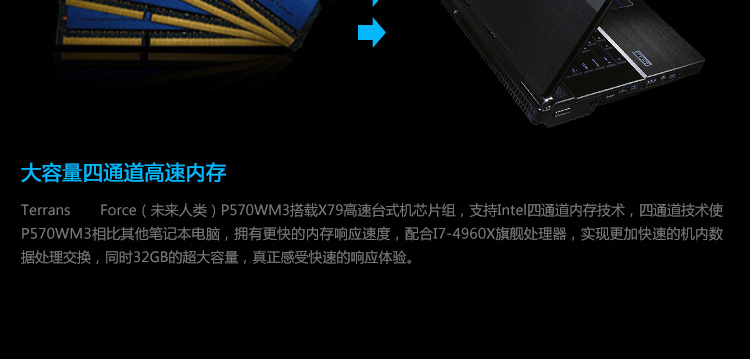 大容量四通道高速内存
Terrans Force（未来人类）P570WM3搭载X79高速台式机芯片组，支持Intel四通道内存技术，四通道技术使
P570WM3相比其他笔记本电脑，拥有更快的内存响应速度，配合I7-4960X旗舰处理器，实现更加快速的机内数
据处理交换，同时32GB的超大容量，真正感受快速的响应体验。